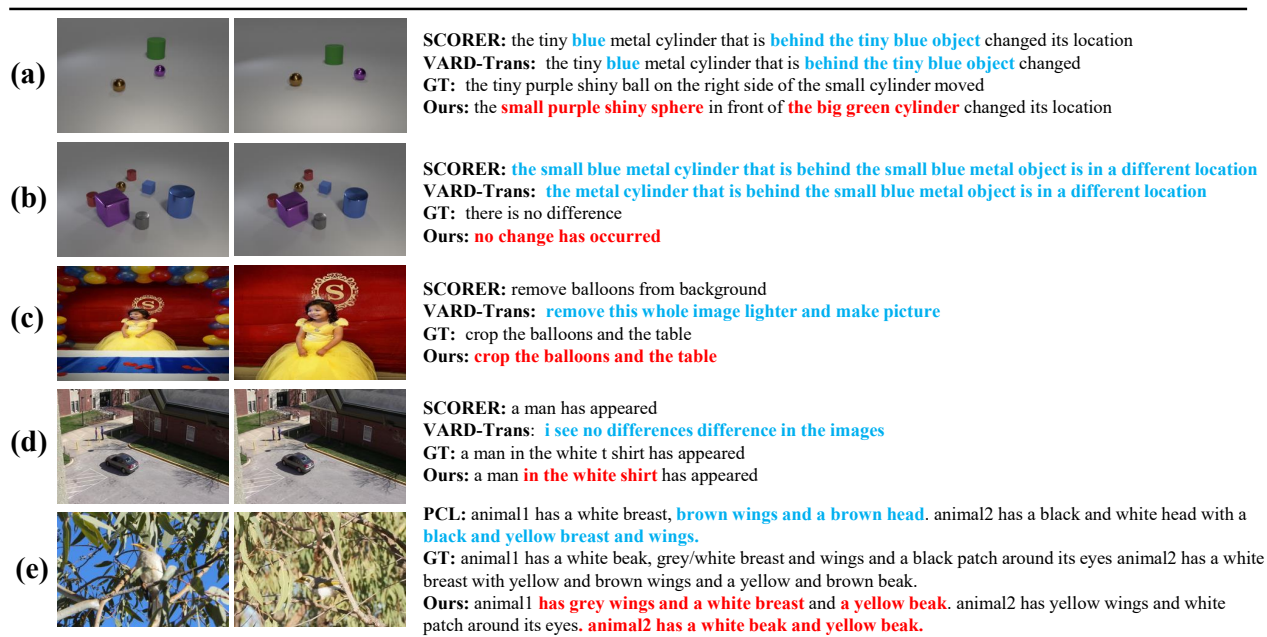 (a)
SCORER: the tiny blue metal cylinder that is behind the tiny blue object changed its location
VARD-Trans: the tiny blue metal cylinder that is behind the tiny blue object changed
GT: the tiny purple shiny ball on the right side of the small cylinder moved
Ours: the small purple shiny sphere in front of the big green cylinder changed its location
(b)
SCORER: the small blue metal cylinder that is behind the small blue metal object is in a different location
VARD-Trans: the metal cylinder that is behind the small blue metal object is in a different location
GT: there is no difference
Ours: no change has occurred
(c)
S
S
SCORER: remove balloons from background
VARD-Trans: remove this whole image lighter and make picture
GT: crop the balloons and the table
Ours: crop the balloons and the table
(d)
SCORER: a man has appeared
VARD-Trans: i see no differences difference in the images
GT: a man in the white t shirt has appeared
Ours: a man in the white shirt has appeared
(e)
PCL: animal1 has a white breast, brown wings and a brown head. animal2 has a black and white head with a
black and yellow breast and wings.
GT: animal1 has a white beak, grey/white breast and wings and a black patch around its eyes animal2 has a white
breast with yellow and brown wings and a yellow and brown beak.
Ours: animal1 has grey wings and a white breast and a yellow beak. animal2 has yellow wings and white
patch around its eyes. animal2 has a white beak and yellow beak.